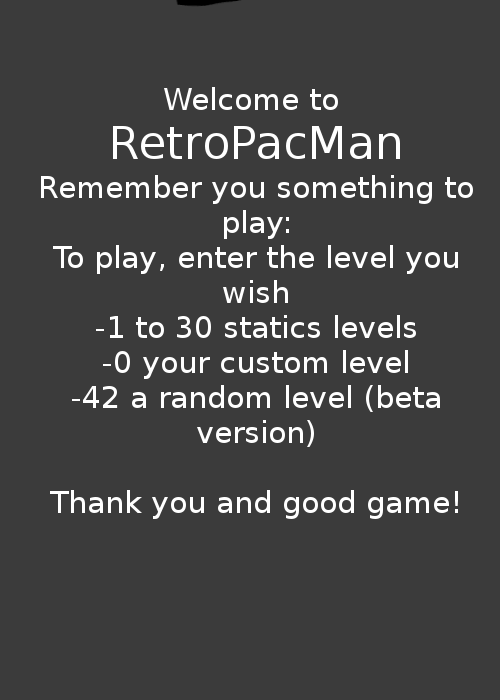 Welcome to
RetroPacMan
Remember you something to
play:
To play, enter the level you
wish
-1 to 30 statics levels
-0 your custom level
-42 a random level (beta
version)
Thank you and good game!